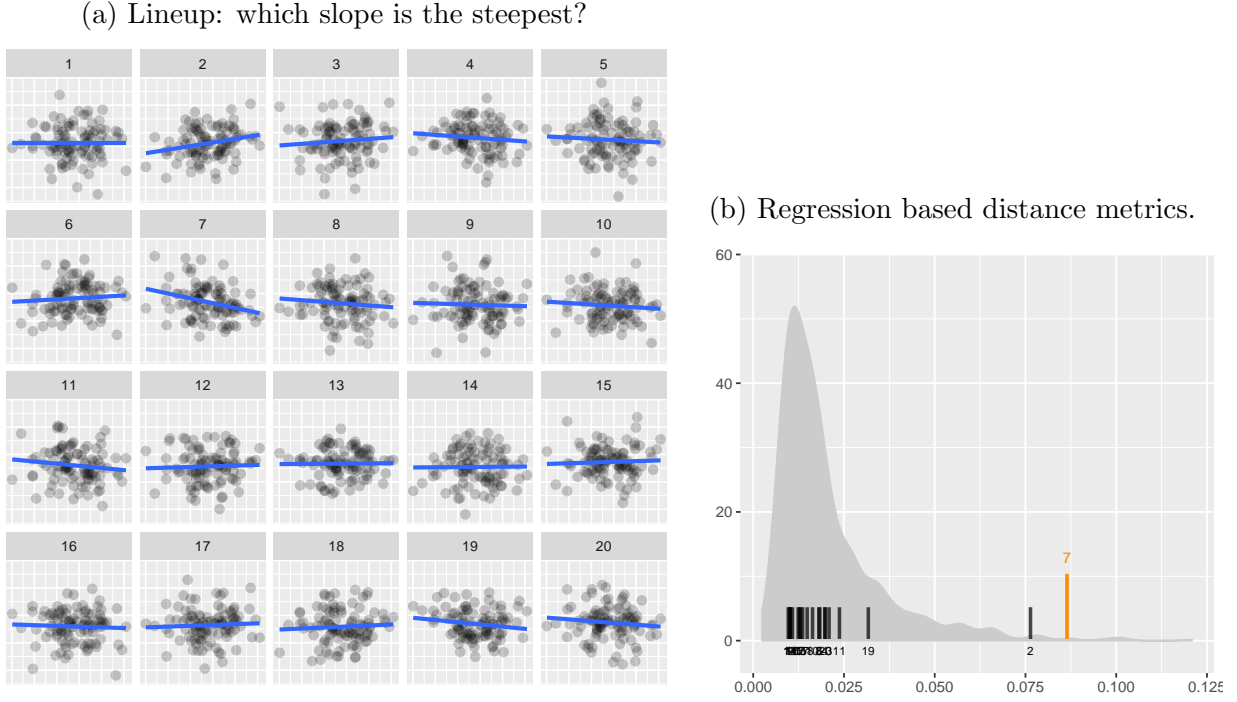 (a) Lineup: which slope is the steepest?
1 2 3 4 5
6 7 8 9 10
11 12 13 14 15
16 17 18 19 20
(b) Regression based distance metrics.
60
40
20
0
7
11 19 2
0.000 0.025 0.050 0.075 0.100 0.125